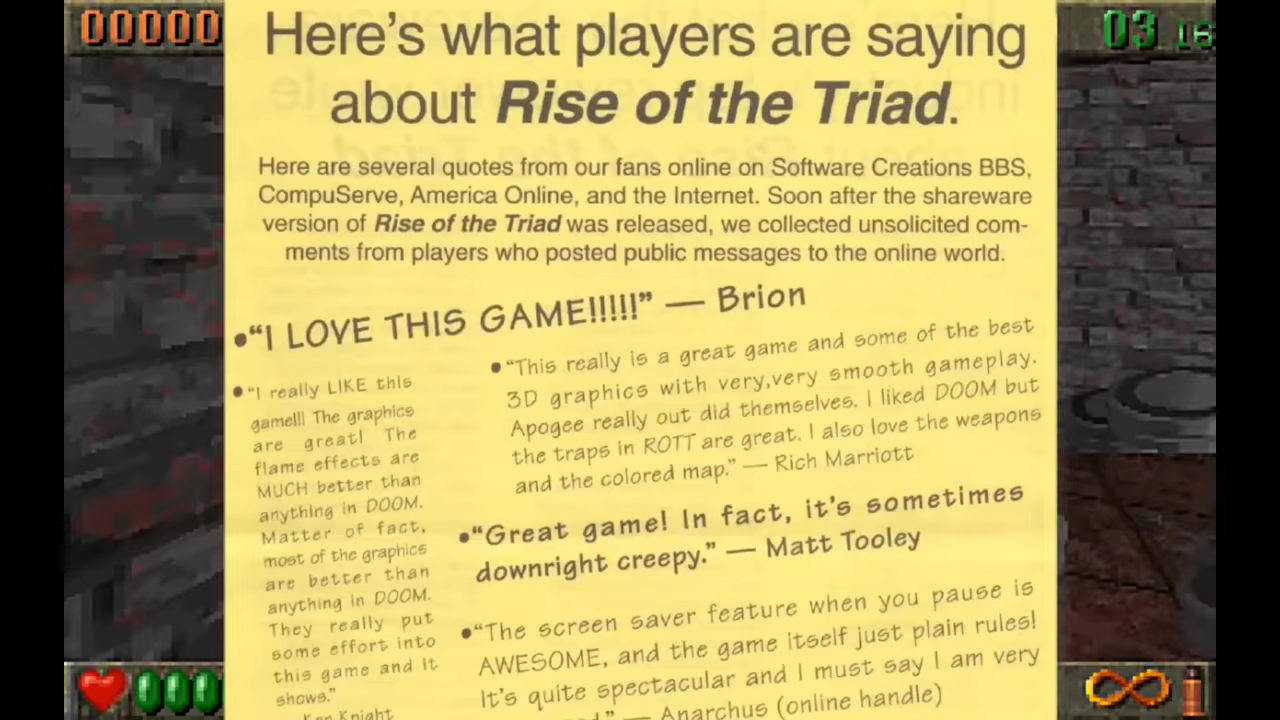 00000
03 16
Here's what players are saying
about Rise of the Triad.
Here are several quotes from our fans online on Software Creations BBS,
CompuServe, America Online, and the Internet. Soon after the shareware
version of Rise of the Triad was released, we collected unsolicited com-
ments from players who posted public messages to the online world.
•“I LOVE THIS GAME!!!!!” — Brion
•“I really LIKE this
game!!! The graphics
are great! The
flame effects are
MUCH better than
anything in DOOM.
Matter of fact,
most of the graphics
are better than
anything in DOOM.
They really put
some effort into
this game and it
shows.”
Ken Knight
•“This really is a great game and some of the best
3D graphics with very,very smooth gameplay.
Apogee really out did themselves. I liked DOOM but
the traps in ROTT are great. I also love the weapons
and the colored map.” — Rich Marriott
•“Great game! In fact, it's sometimes
downright creepy.” — Matt Tooley
•“The screen saver feature when you pause is
AWESOME, and the game itself just plain rules!
It's quite spectacular and I must say I am very
” — Anarchus (online handle)
000